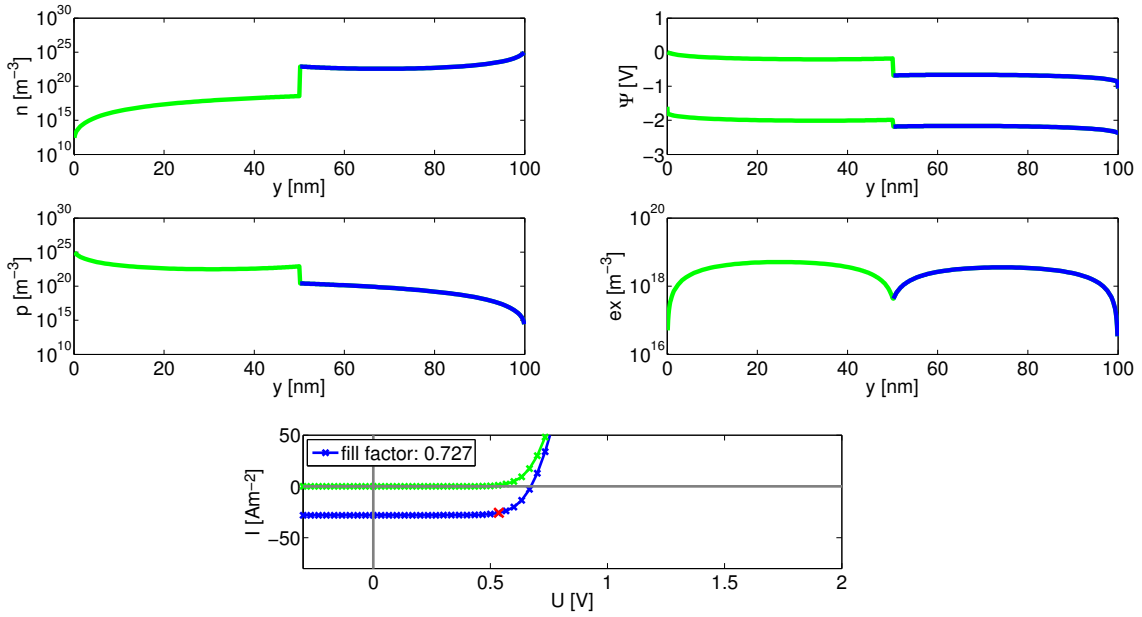 10^30
10^25
10^20
10^15
10^10
n [m^−3]
0 20 40 60 80 100
y [nm]
1
0
−1
−2
−3
Ψ [V]
0 20 40 60 80 100
y [nm]
10^30
10^25
10^20
10^15
10^10
p [m^−3]
0 20 40 60 80 100
y [nm]
10^20
10^18
10^16
ex [m^−3]
0 20 40 60 80 100
y [nm]
50
0
−50
I [Am−2]
fill factor: 0.727
0 0.5 1 1.5 2
U [V]